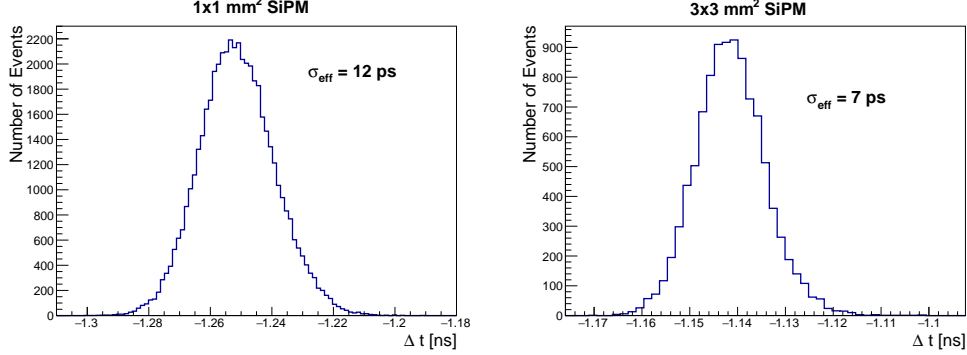 1x1 mm² SiPM
Number of Events
2200
2000
1800
1600
1400
1200
1000
800
600
400
200
0
σeff = 12 ps
−1.3 −1.28 −1.26 −1.24 −1.22 −1.2 −1.18
Δ t [ns]
3x3 mm² SiPM
Number of Events
900
800
700
600
500
400
300
200
100
0
σeff = 7 ps
−1.17 −1.16 −1.15 −1.14 −1.13 −1.12 −1.11 −1.1
Δ t [ns]